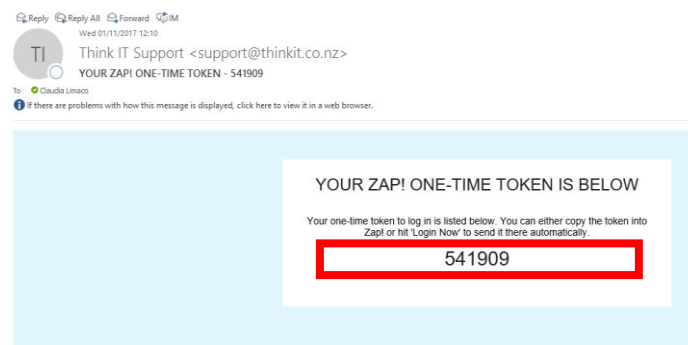 Reply Reply All Forward IM
Wed 01/11/2017 12:10
TI
Think IT Support <support@thinkit.co.nz>
YOUR ZAP! ONE-TIME TOKEN - 541909
To Claudia Limaco
If there are problems with how this message is displayed, click here to view it in a web browser.
YOUR ZAP! ONE-TIME TOKEN IS BELOW
Your one-time token to log in is listed below. You can either copy the token into
Zap! or hit 'Login Now' to send it there automatically.
541909